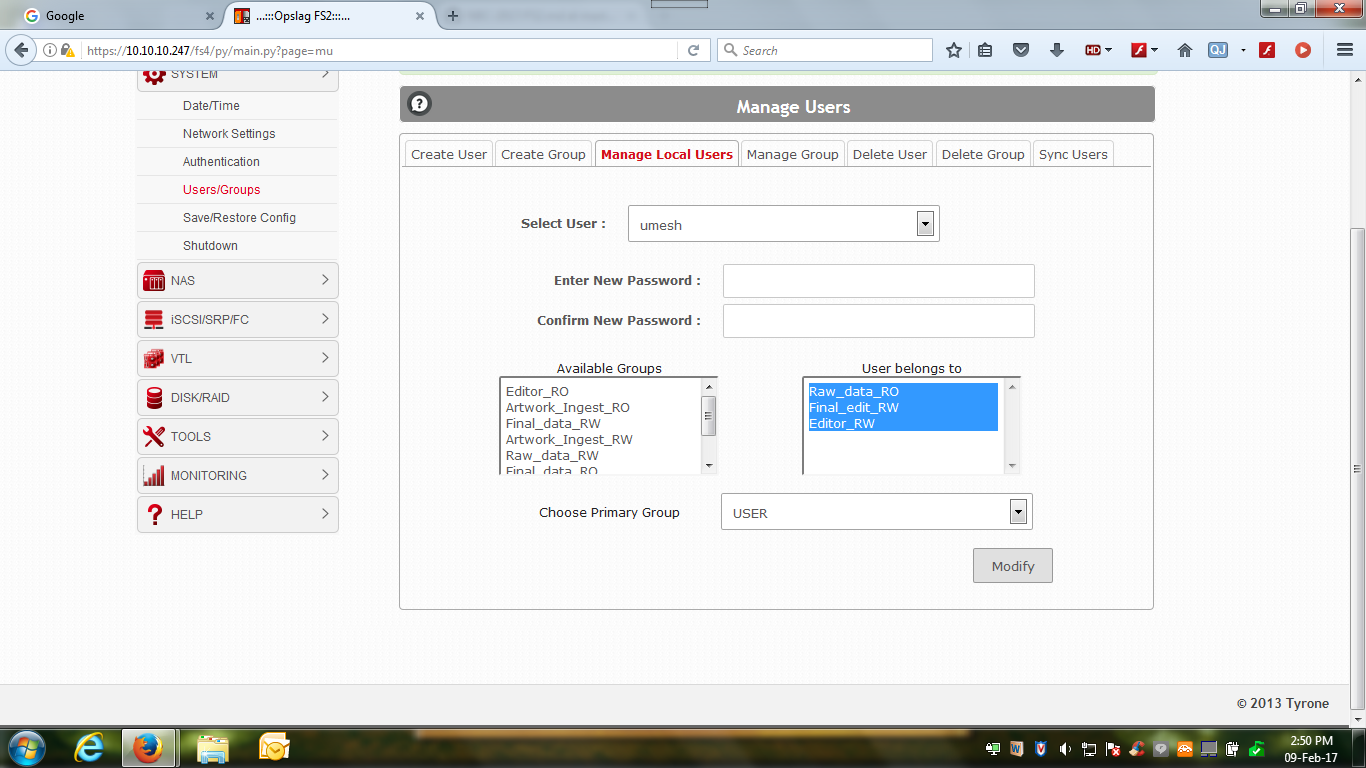 Google
...:::Opslag FS2:::...
https://10.10.10.247/fs4/py/main.py?page=mu
Search
HD
QJ
SYSTEM
Date/Time
Network Settings
Authentication
Users/Groups
Save/Restore Config
Shutdown
NAS
iSCSI/SRP/FC
VTL
DISK/RAID
TOOLS
MONITORING
HELP
?
Manage Users
Create User
Create Group
Manage Local Users
Manage Group
Delete User
Delete Group
Sync Users
Select User :
umesh
Enter New Password :
Confirm New Password :
Available Groups
Editor_RO
Artwork_Ingest_RO
Final_data_RW
Artwork_Ingest_RW
Raw_data_RW
Final_data_RO
User belongs to
Raw_data_RO
Final_edit_RW
Editor_RW
Choose Primary Group
USER
Modify
© 2013 Tyrone
2:50 PM
09-Feb-17